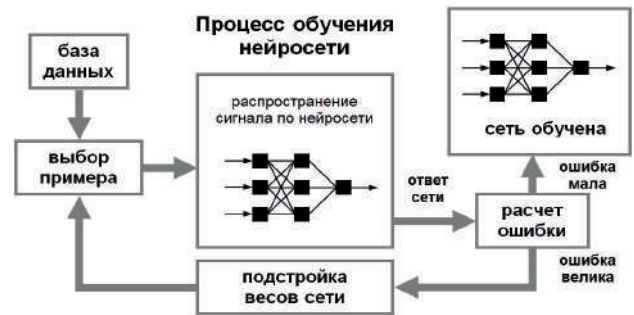 Процесс обучения
нейросети
база
данных
выбор
примера
распространение
сигнала по нейросети
ответ
сети
расчет
ошибки
ошибка
мала
сеть обучена
ошибка
велика
подстройка
весов сети